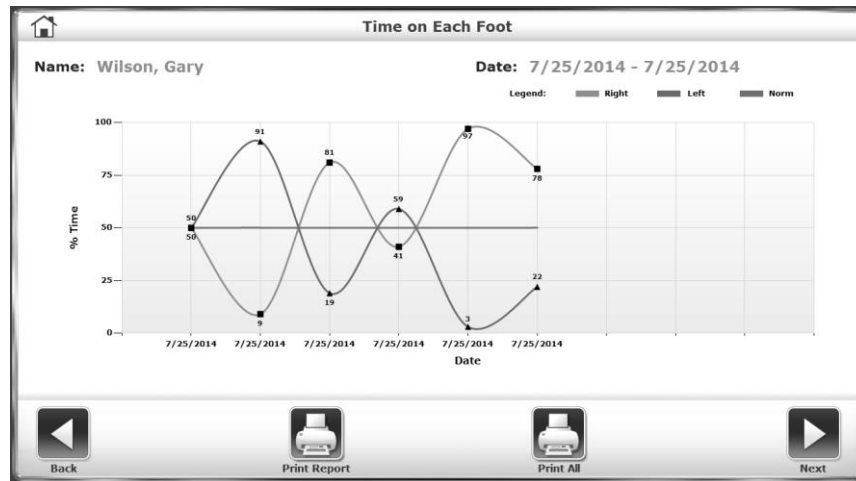 Time on Each Foot
Name: Wilson, Gary
Date: 7/25/2014 - 7/25/2014
Legend: Right Left Norm
100
91
97
81
78
75
59
% Time
50
50
50
41
25
22
19
9
3
0
7/25/2014 7/25/2014 7/25/2014 7/25/2014 7/25/2014 7/25/2014
Date
Back
Print Report
Print All
Next